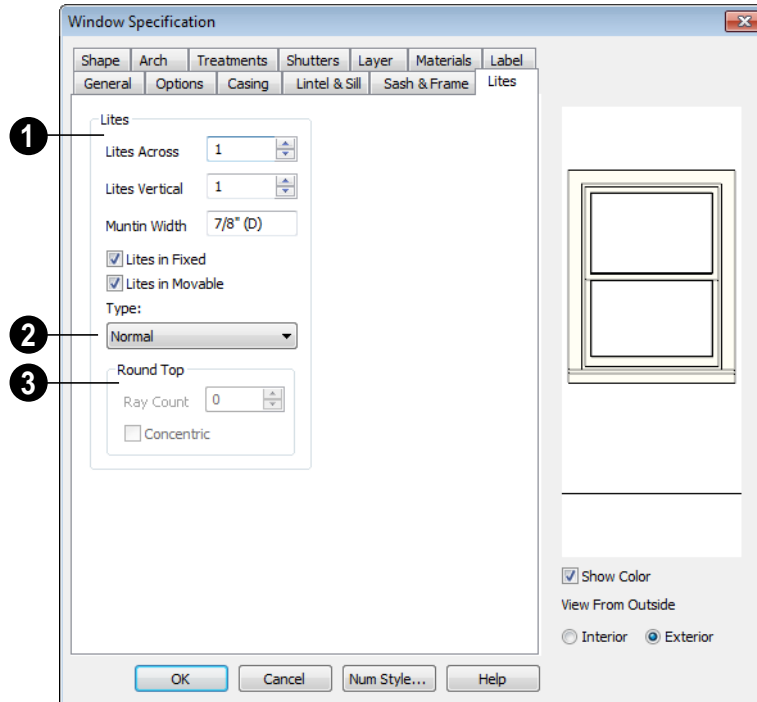 Window Specification
Shape Arch Treatments Shutters Layer Materials Label
General Options Casing Lintel & Sill Sash & Frame Lites
1
Lites
Lites Across 1
Lites Vertical 1
Muntin Width 7/8" (D)
Lites in Fixed
Lites in Movable
Type:
2
Normal
3
Round Top
Ray Count 0
Concentric
Show Color
View From Outside
Interior Exterior
OK Cancel Num Style... Help